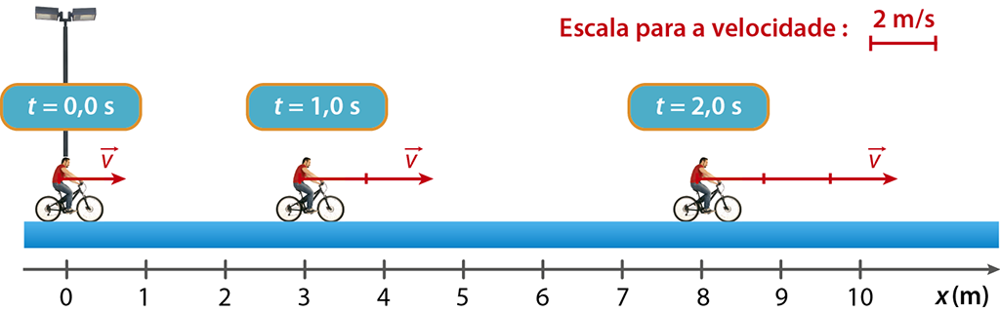 Escala para a velocidade : 2 m/s
t = 0,0 s t = 1,0 s t = 2,0 s
v v v
0 1 2 3 4 5 6 7 8 9 10 x (m)